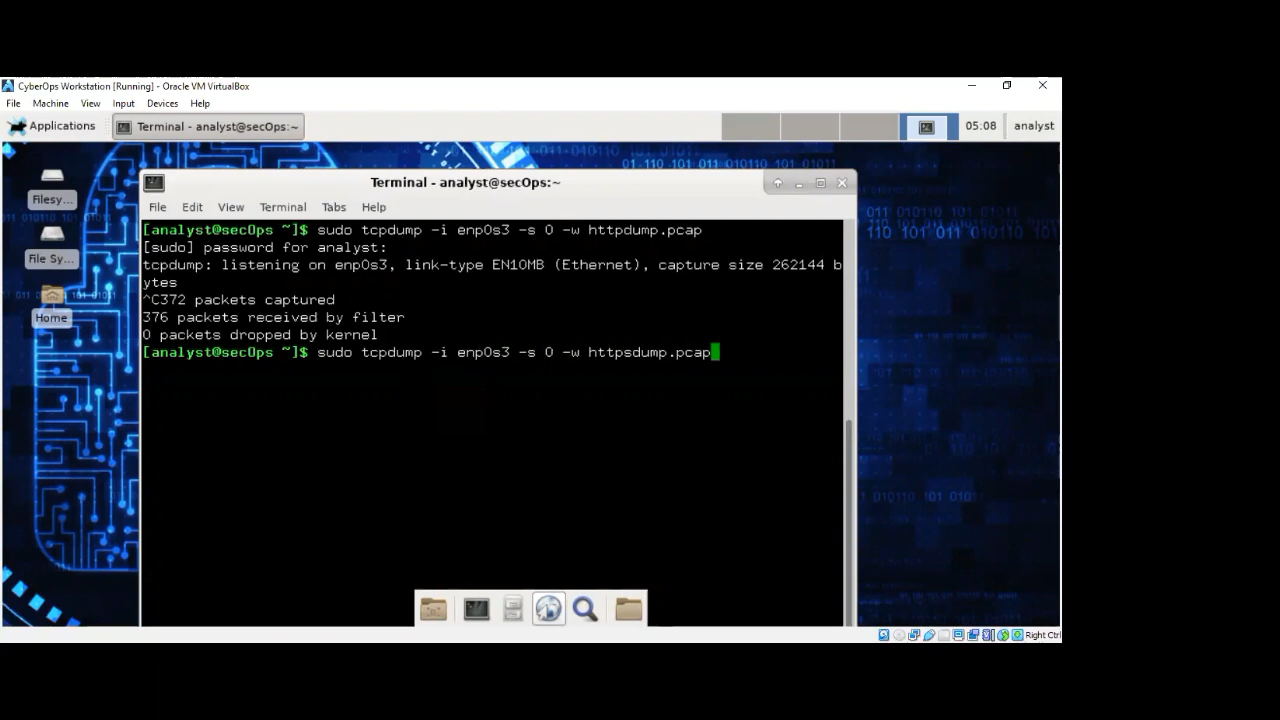 CyberOps Workstation [Running] - Oracle VM VirtualBox
File Machine View Input Devices Help
Applications Terminal - analyst@secOps:~ 05:08 analyst
Terminal - analyst@secOps:~
File Edit View Terminal Tabs Help
[analyst@secOps ~]$ sudo tcpdump -i enp0s3 -s 0 -w httpdump.pcap
[sudo] password for analyst:
tcpdump: listening on enp0s3, link-type EN10MB (Ethernet), capture size 262144 b
ytes
^C372 packets captured
376 packets received by filter
0 packets dropped by kernel
[analyst@secOps ~]$ sudo tcpdump -i enp0s3 -s 0 -w httpsdump.pcap
Filesy...
File Sy...
Home
Right Ctrl